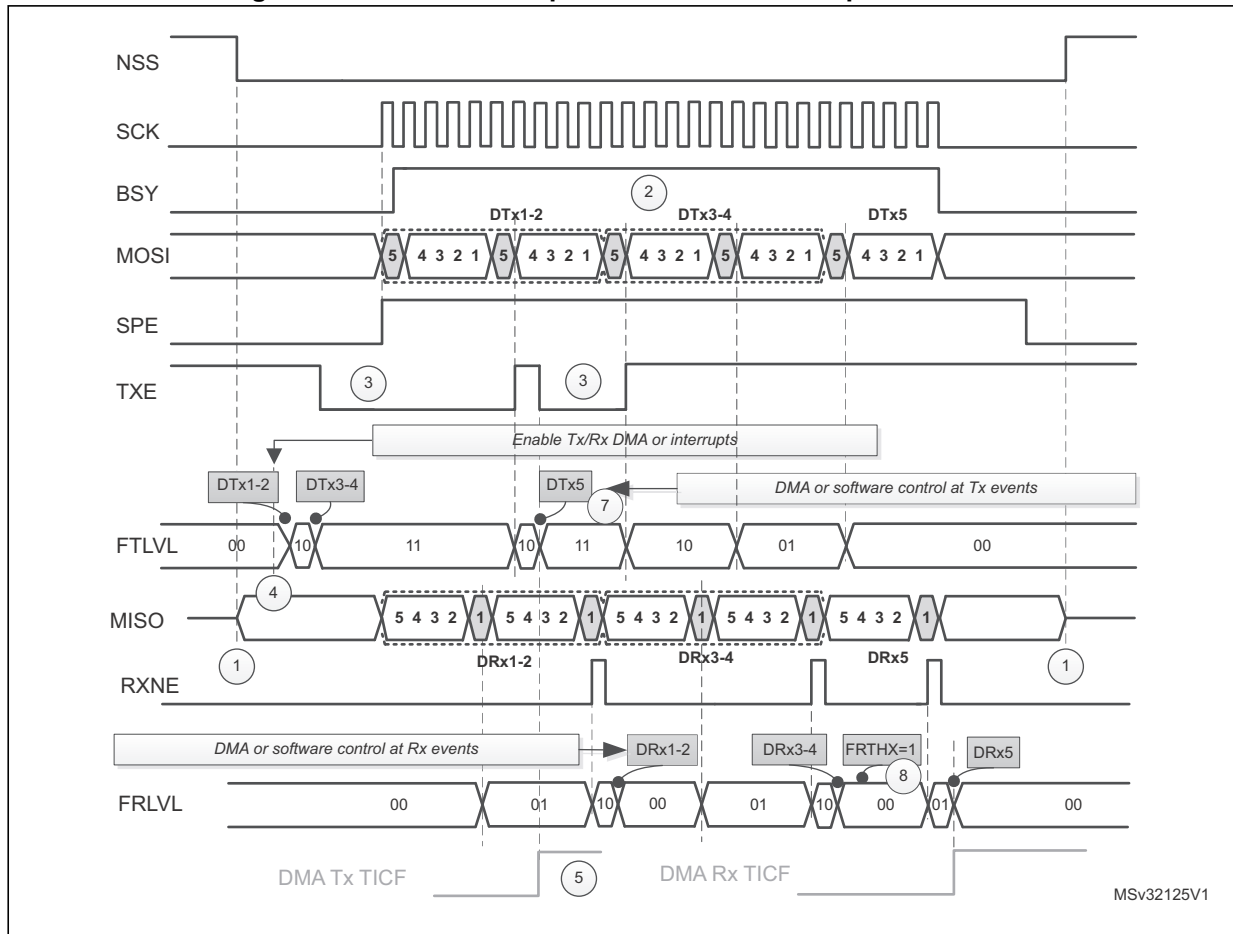 NSS
SCK
BSY
2
DTx1-2 DTx3-4 DTx5
MOSI 5 4 3 2 1 5 4 3 2 1 5 4 3 2 1 5 4 3 2 1 5 4 3 2 1
SPE
TXE 3 3
Enable Tx/Rx DMA or interrupts
DTx1-2 DTx3-4 DTx5 DMA or software control at Tx events
7
FTLVL 00 10 11 10 11 10 01 00
4
MISO 5 4 3 2 1 5 4 3 2 1 5 4 3 2 1 5 4 3 2 1 5 4 3 2 1
1 DRx1-2 DRx3-4 DRx5 1
RXNE
DMA or software control at Rx events DRx1-2 DRx3-4 FRTHX=1 DRx5
8
FRLVL 00 01 10 00 01 10 00 01 00
DMA Tx TICF 5 DMA Rx TICF
MSv32125V1